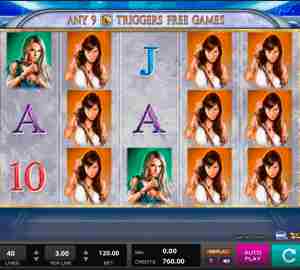 ANY 9 TRIGGERS FREE GAMES
J
A A
10
40 3.00 120.00 WIN 0.00
LINES PER LINE BET CREDITS 760.00
AUTO
PLAY